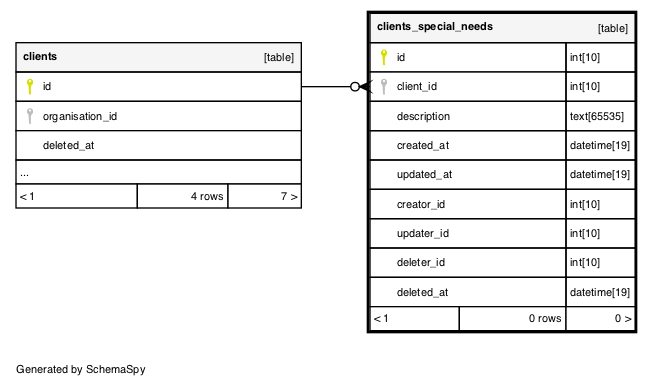 clients [table]
id
organisation_id
deleted_at
...
< 1 4 rows 7 >
clients_special_needs [table]
id int[10]
client_id int[10]
description text[65535]
created_at datetime[19]
updated_at datetime[19]
creator_id int[10]
updater_id int[10]
deleter_id int[10]
deleted_at datetime[19]
< 1 0 rows 0 >
Generated by SchemaSpy